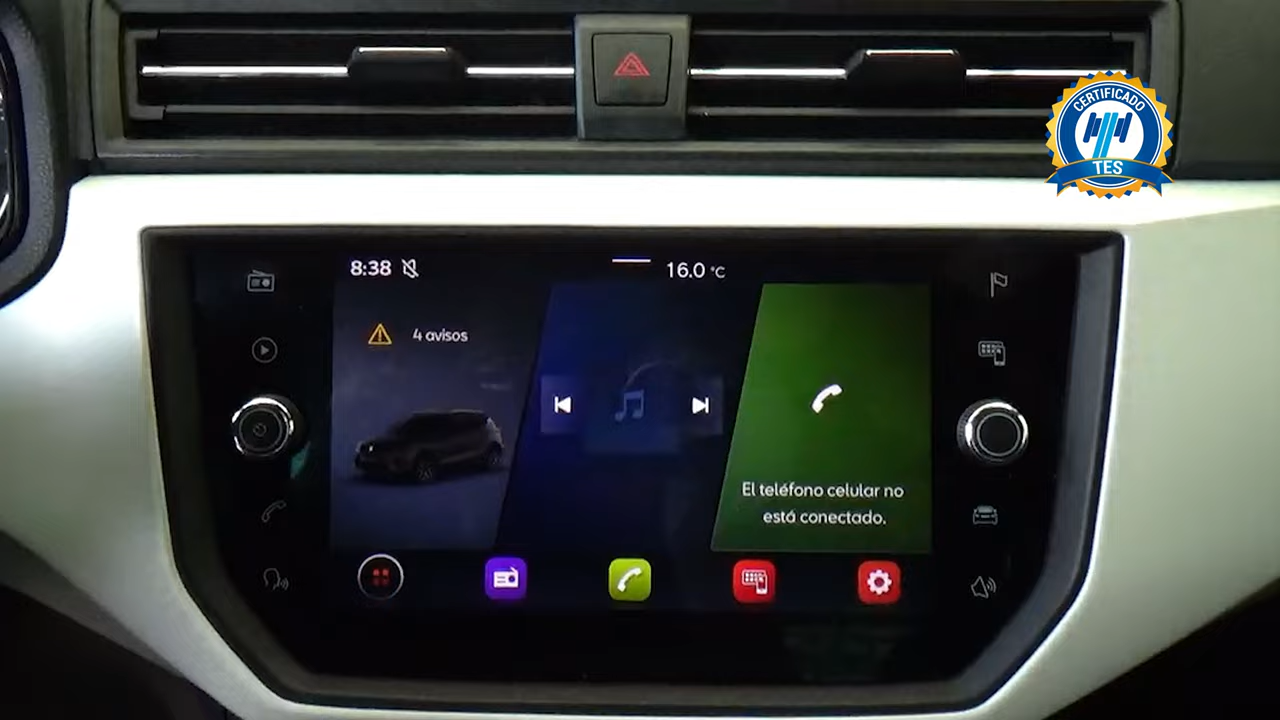 CERTIFICADO
TES
8:38
16.0 °C
4 avisos
El teléfono celular no
está conectado.